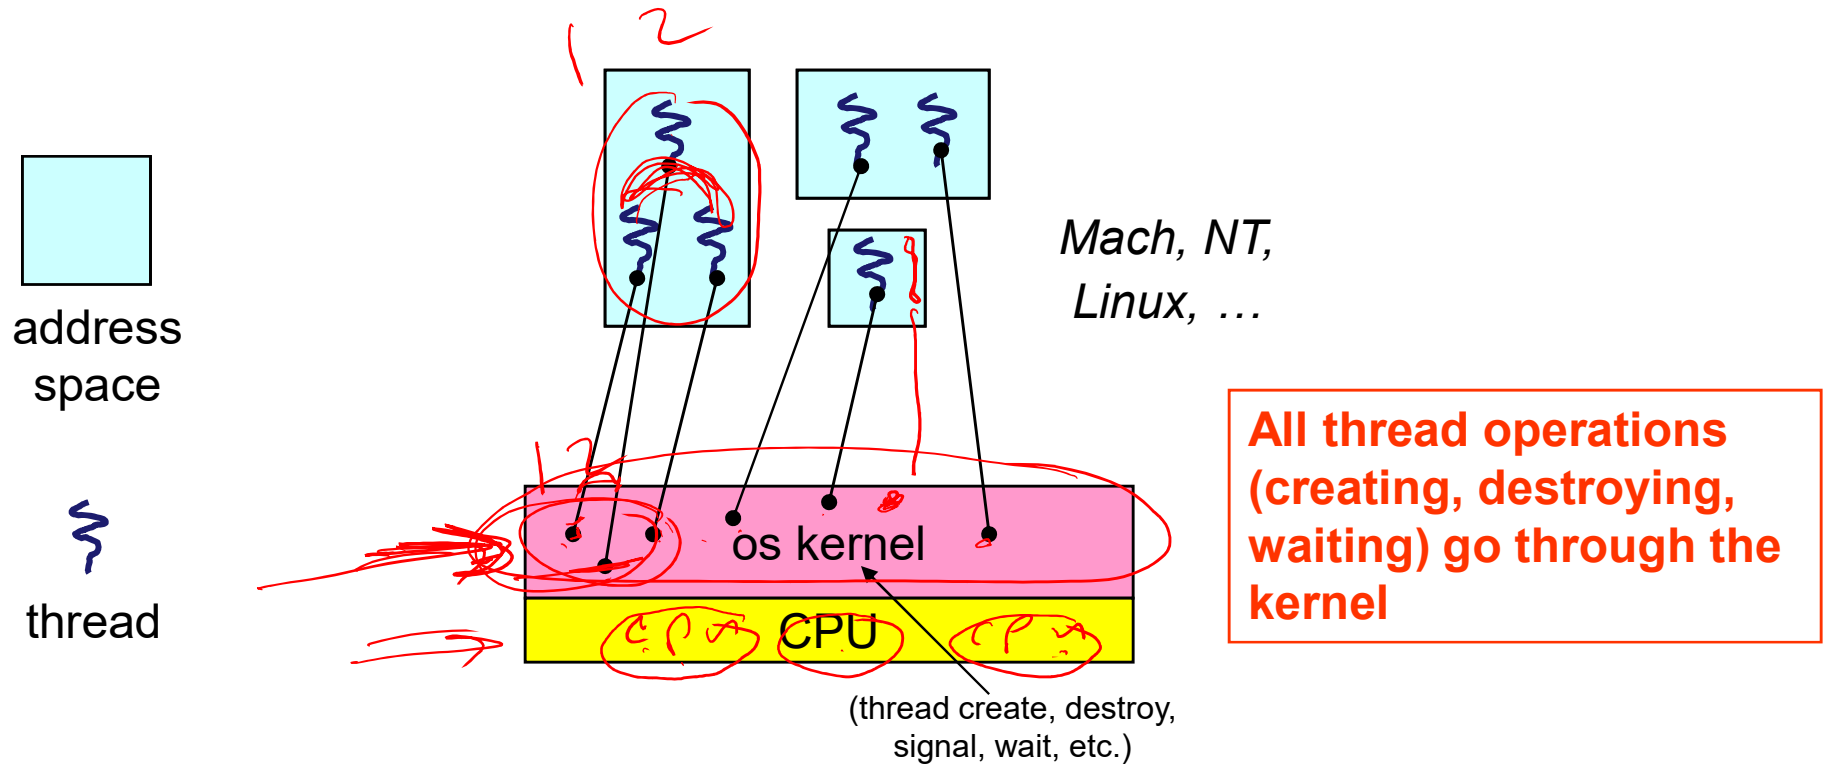 1 2
address
space
thread
Mach, NT,
Linux, …
1 2
os kernel
CPU CPU CPU
(thread create, destroy,
signal, wait, etc.)
All thread operations
(creating, destroying,
waiting) go through the
kernel